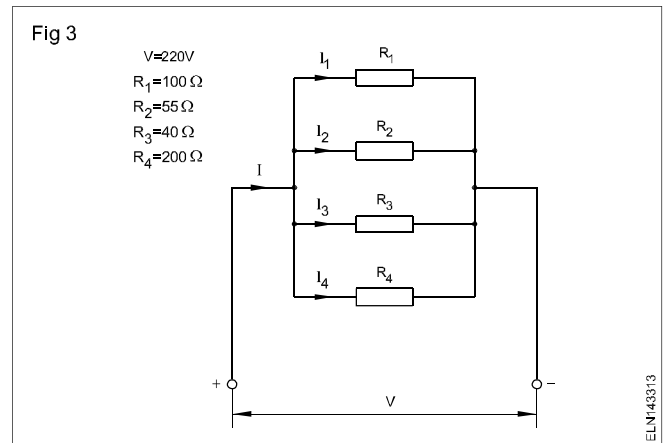 Fig 3
V=220V
R1=100 Ω
R2=55 Ω
R3=40 Ω
R4=200 Ω
I
I1
R1
I2
R2
I3
R3
I4
R4
+
−
V
ELN143313